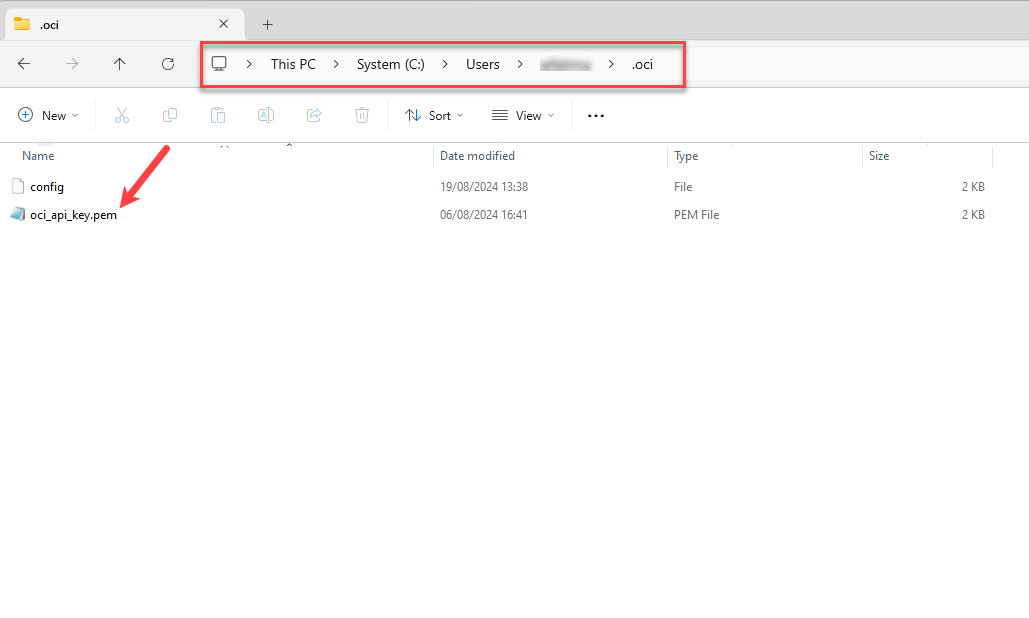 .oci
This PC > System (C:) > Users > > .oci
New Sort View
Name Date modified Type Size
config 19/08/2024 13:38 File 2 KB
oci_api_key.pem 06/08/2024 16:41 PEM File 2 KB